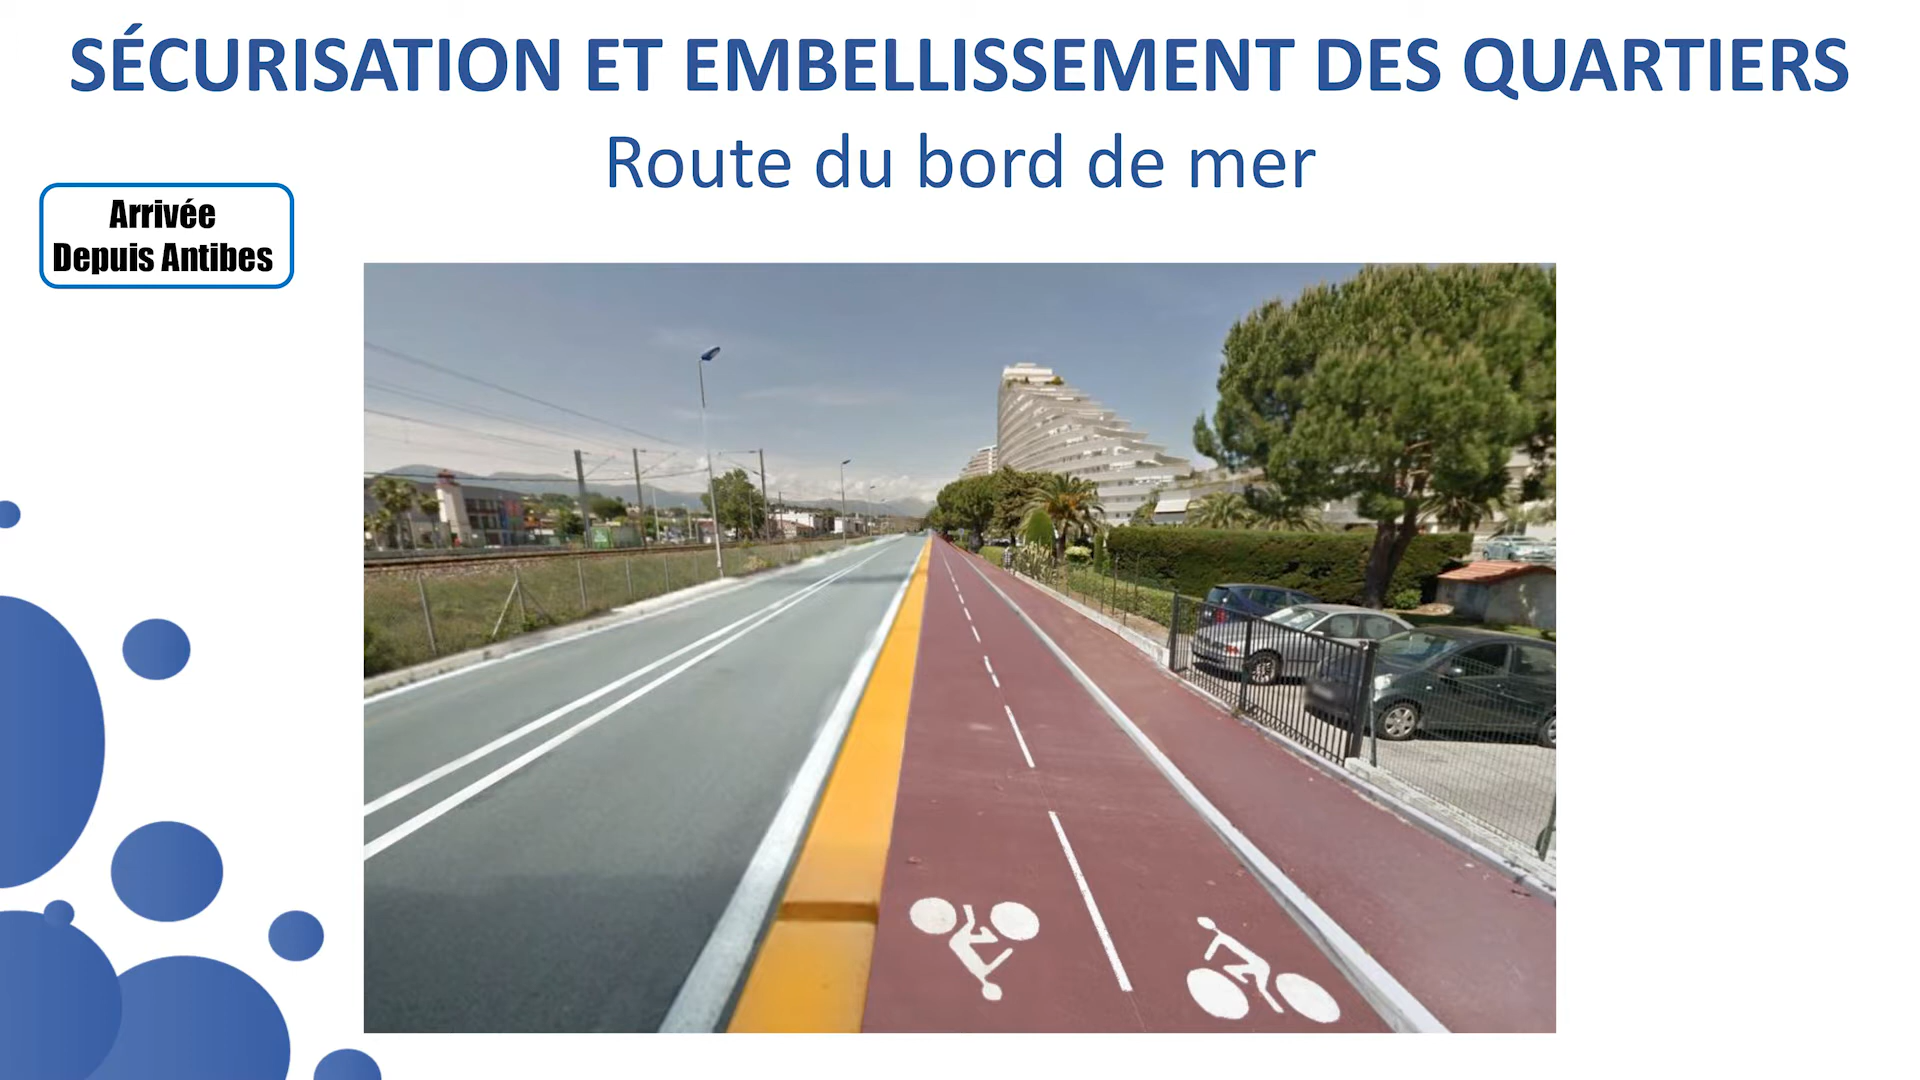 SÉCURISATION ET EMBELLISSEMENT DES QUARTIERS
Route du bord de mer
Arrivée
Depuis Antibes